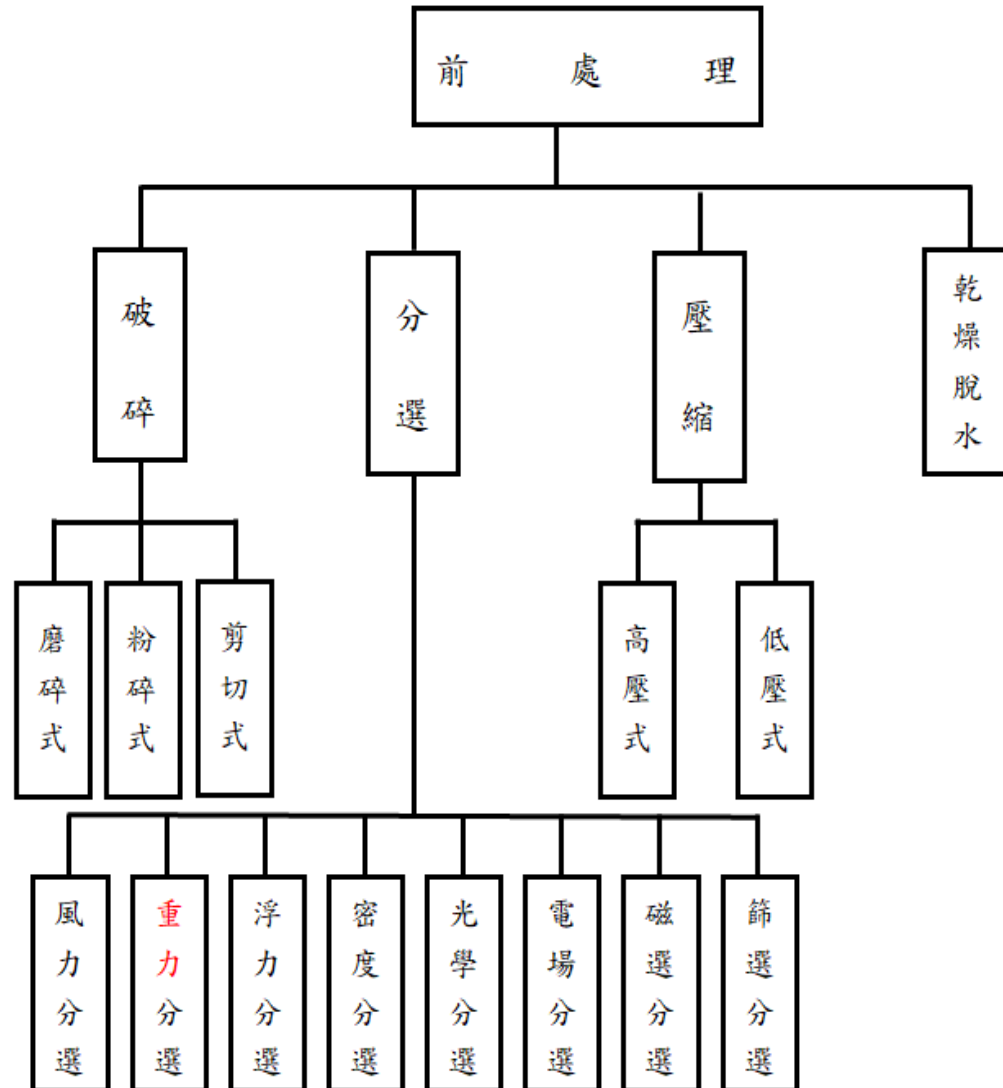 前處理
破碎
分選
壓縮
乾燥脫水
磨碎式
粉碎式
剪切式
高壓式
低壓式
風力分選
重力分選
浮力分選
密度分選
光學分選
電場分選
磁選分選
篩選分選